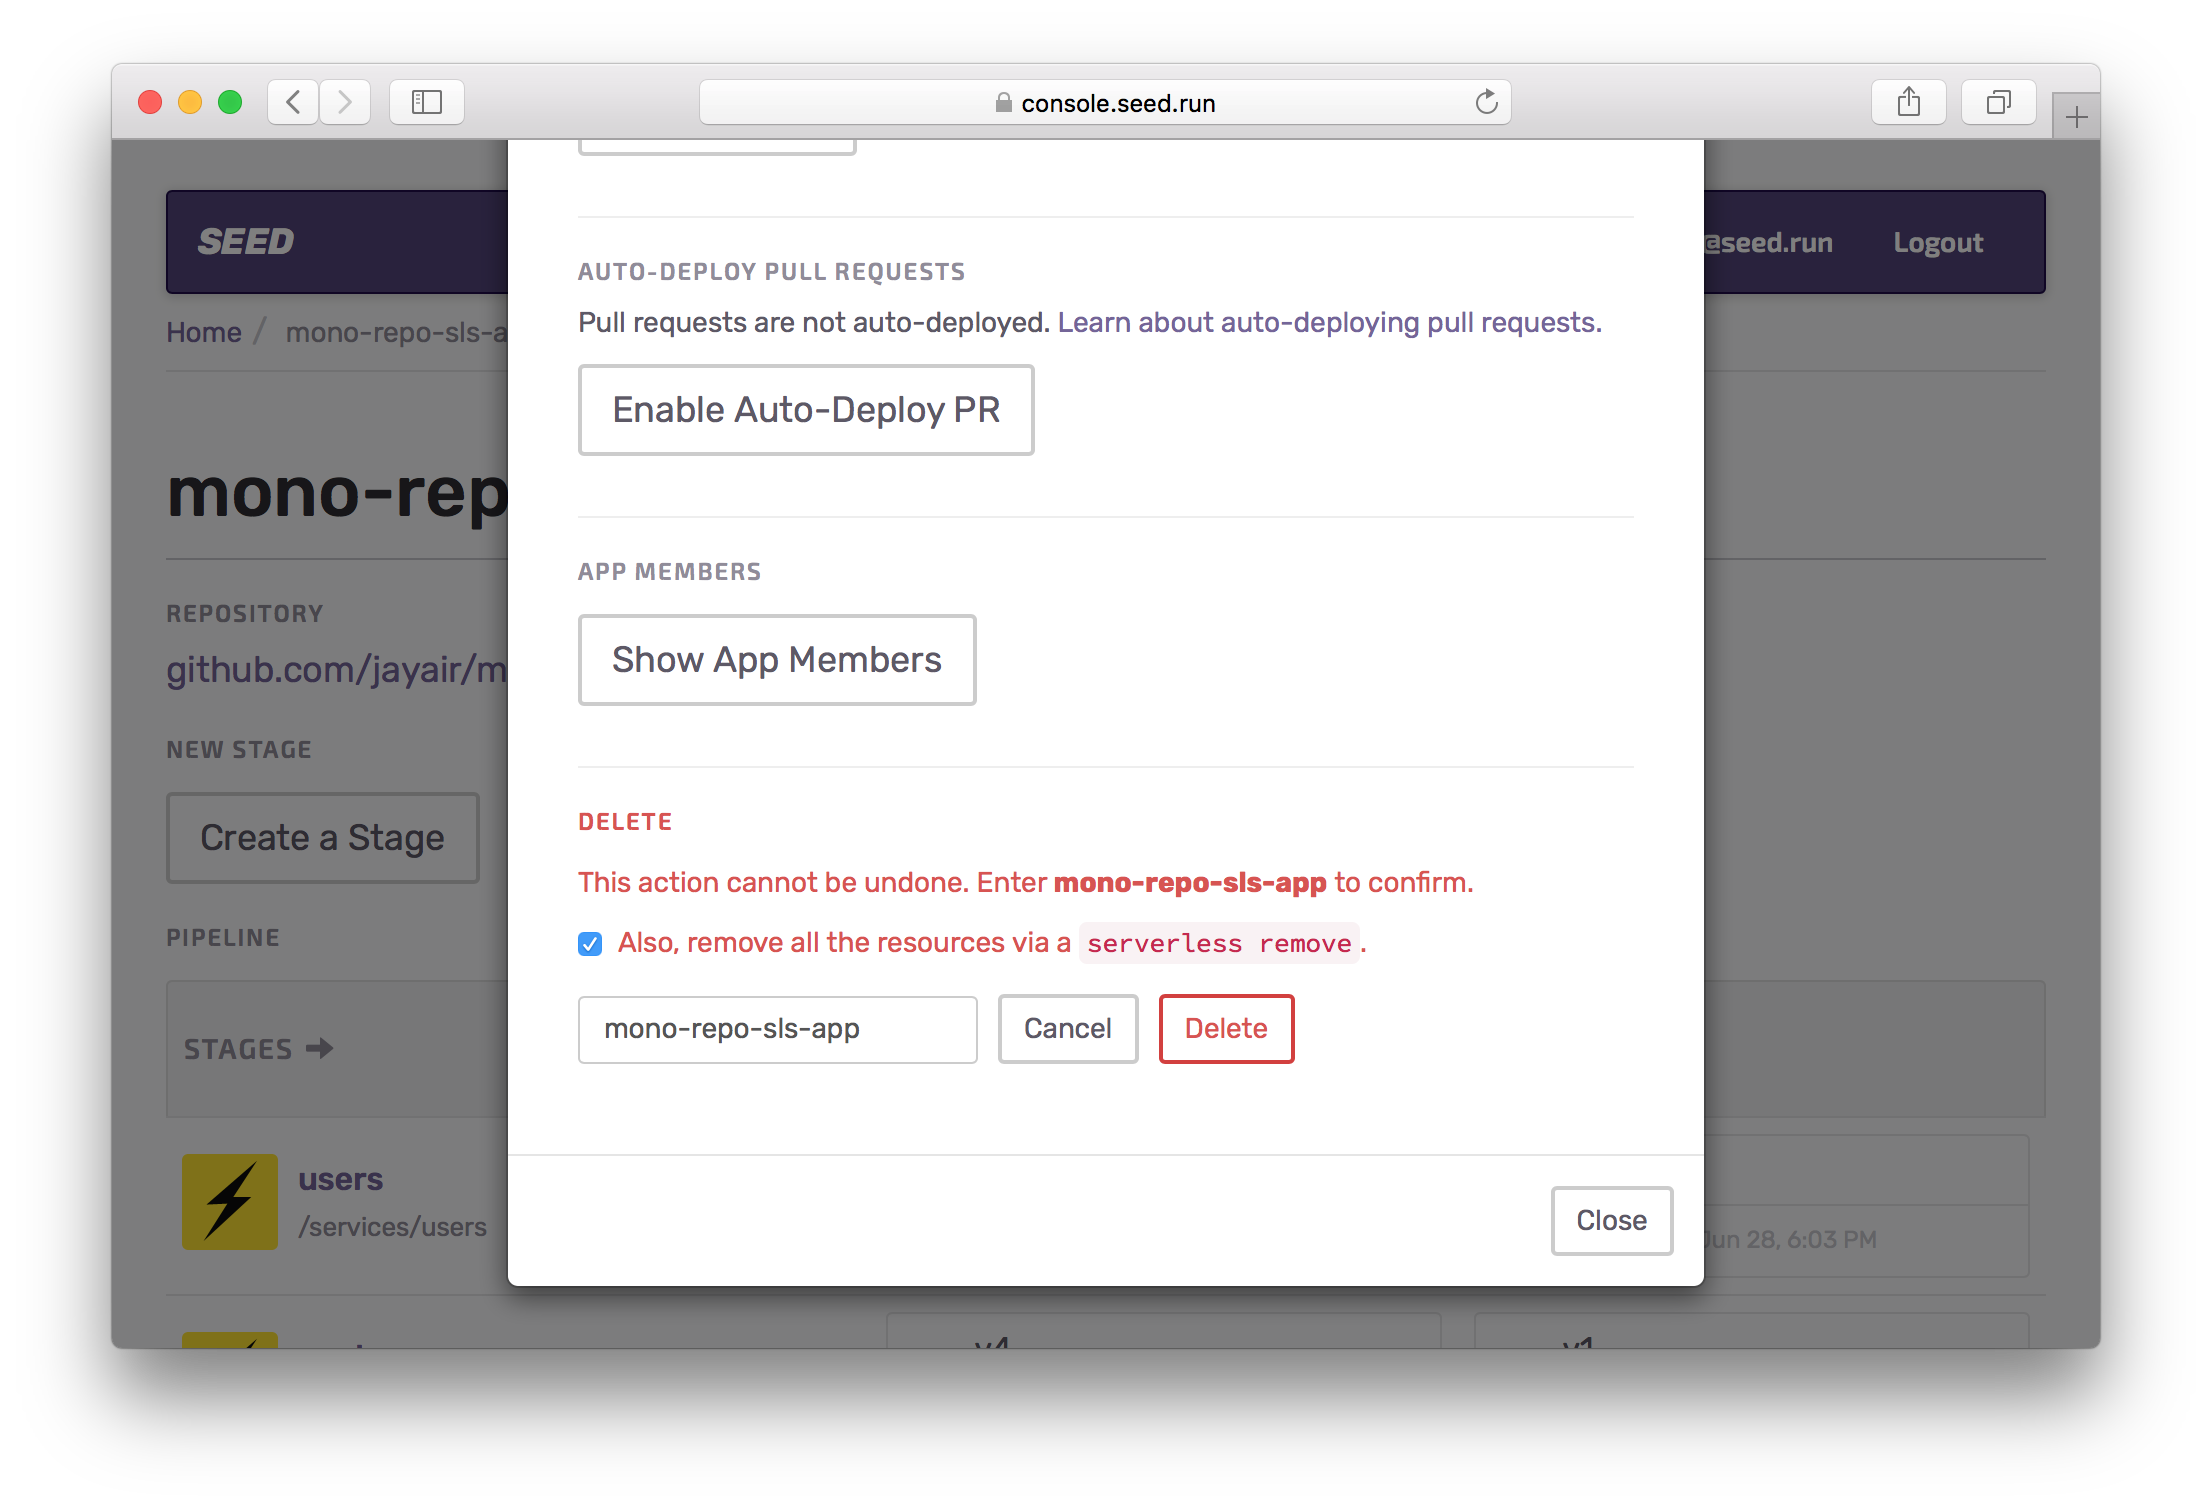 console.seed.run
SEED
@seed.run
Logout
Home / mono-repo-sls-a
mono-rep
REPOSITORY
github.com/jayair/m
NEW STAGE
Create a Stage
PIPELINE
STAGES
users
/services/users
AUTO-DEPLOY PULL REQUESTS
Pull requests are not auto-deployed. Learn about auto-deploying pull requests.
Enable Auto-Deploy PR
APP MEMBERS
Show App Members
DELETE
This action cannot be undone. Enter mono-repo-sls-app to confirm.
Also, remove all the resources via a serverless remove.
mono-repo-sls-app
Cancel
Delete
Close
Jun 28, 6:03 PM
v4
v1